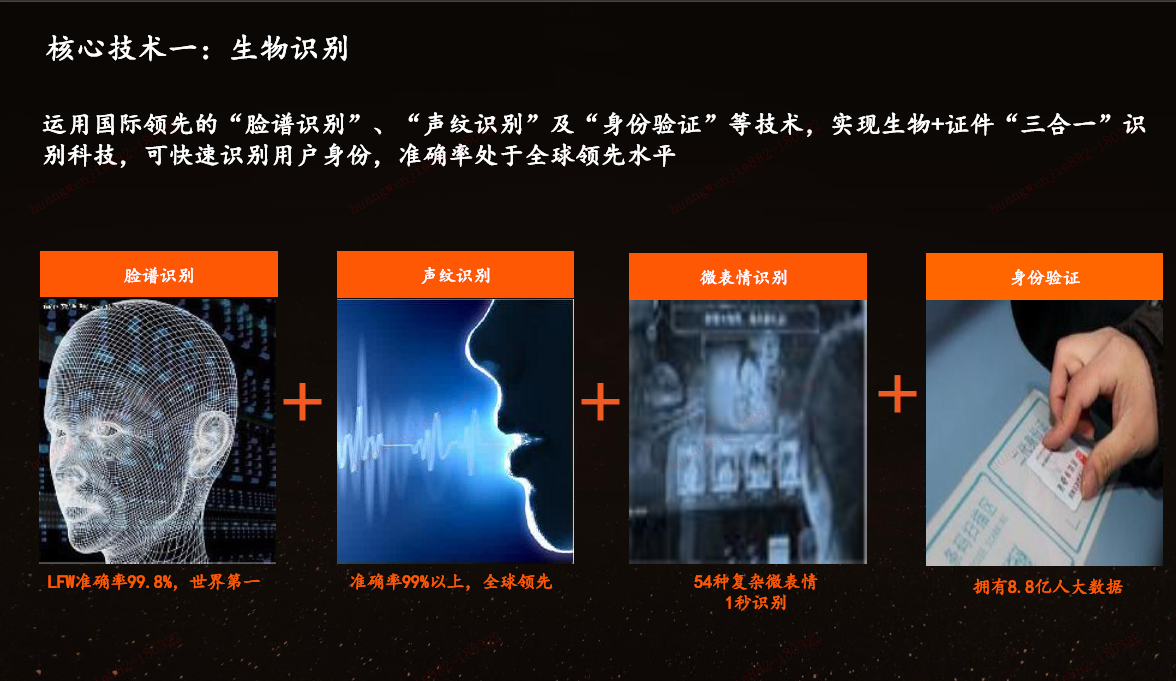 核心技术一：生物识别
运用国际领先的“脸谱识别”、“声纹识别”及“身份验证”等技术，实现生物+证件“三合一”识
别科技，可快速识别用户身份，准确率处于全球领先水平
脸谱识别
声纹识别
微表情识别
身份验证
LFW准确率99.8%，世界第一
准确率99%以上，全球领先
54种复杂微表情
1秒识别
拥有8.8亿人大数据